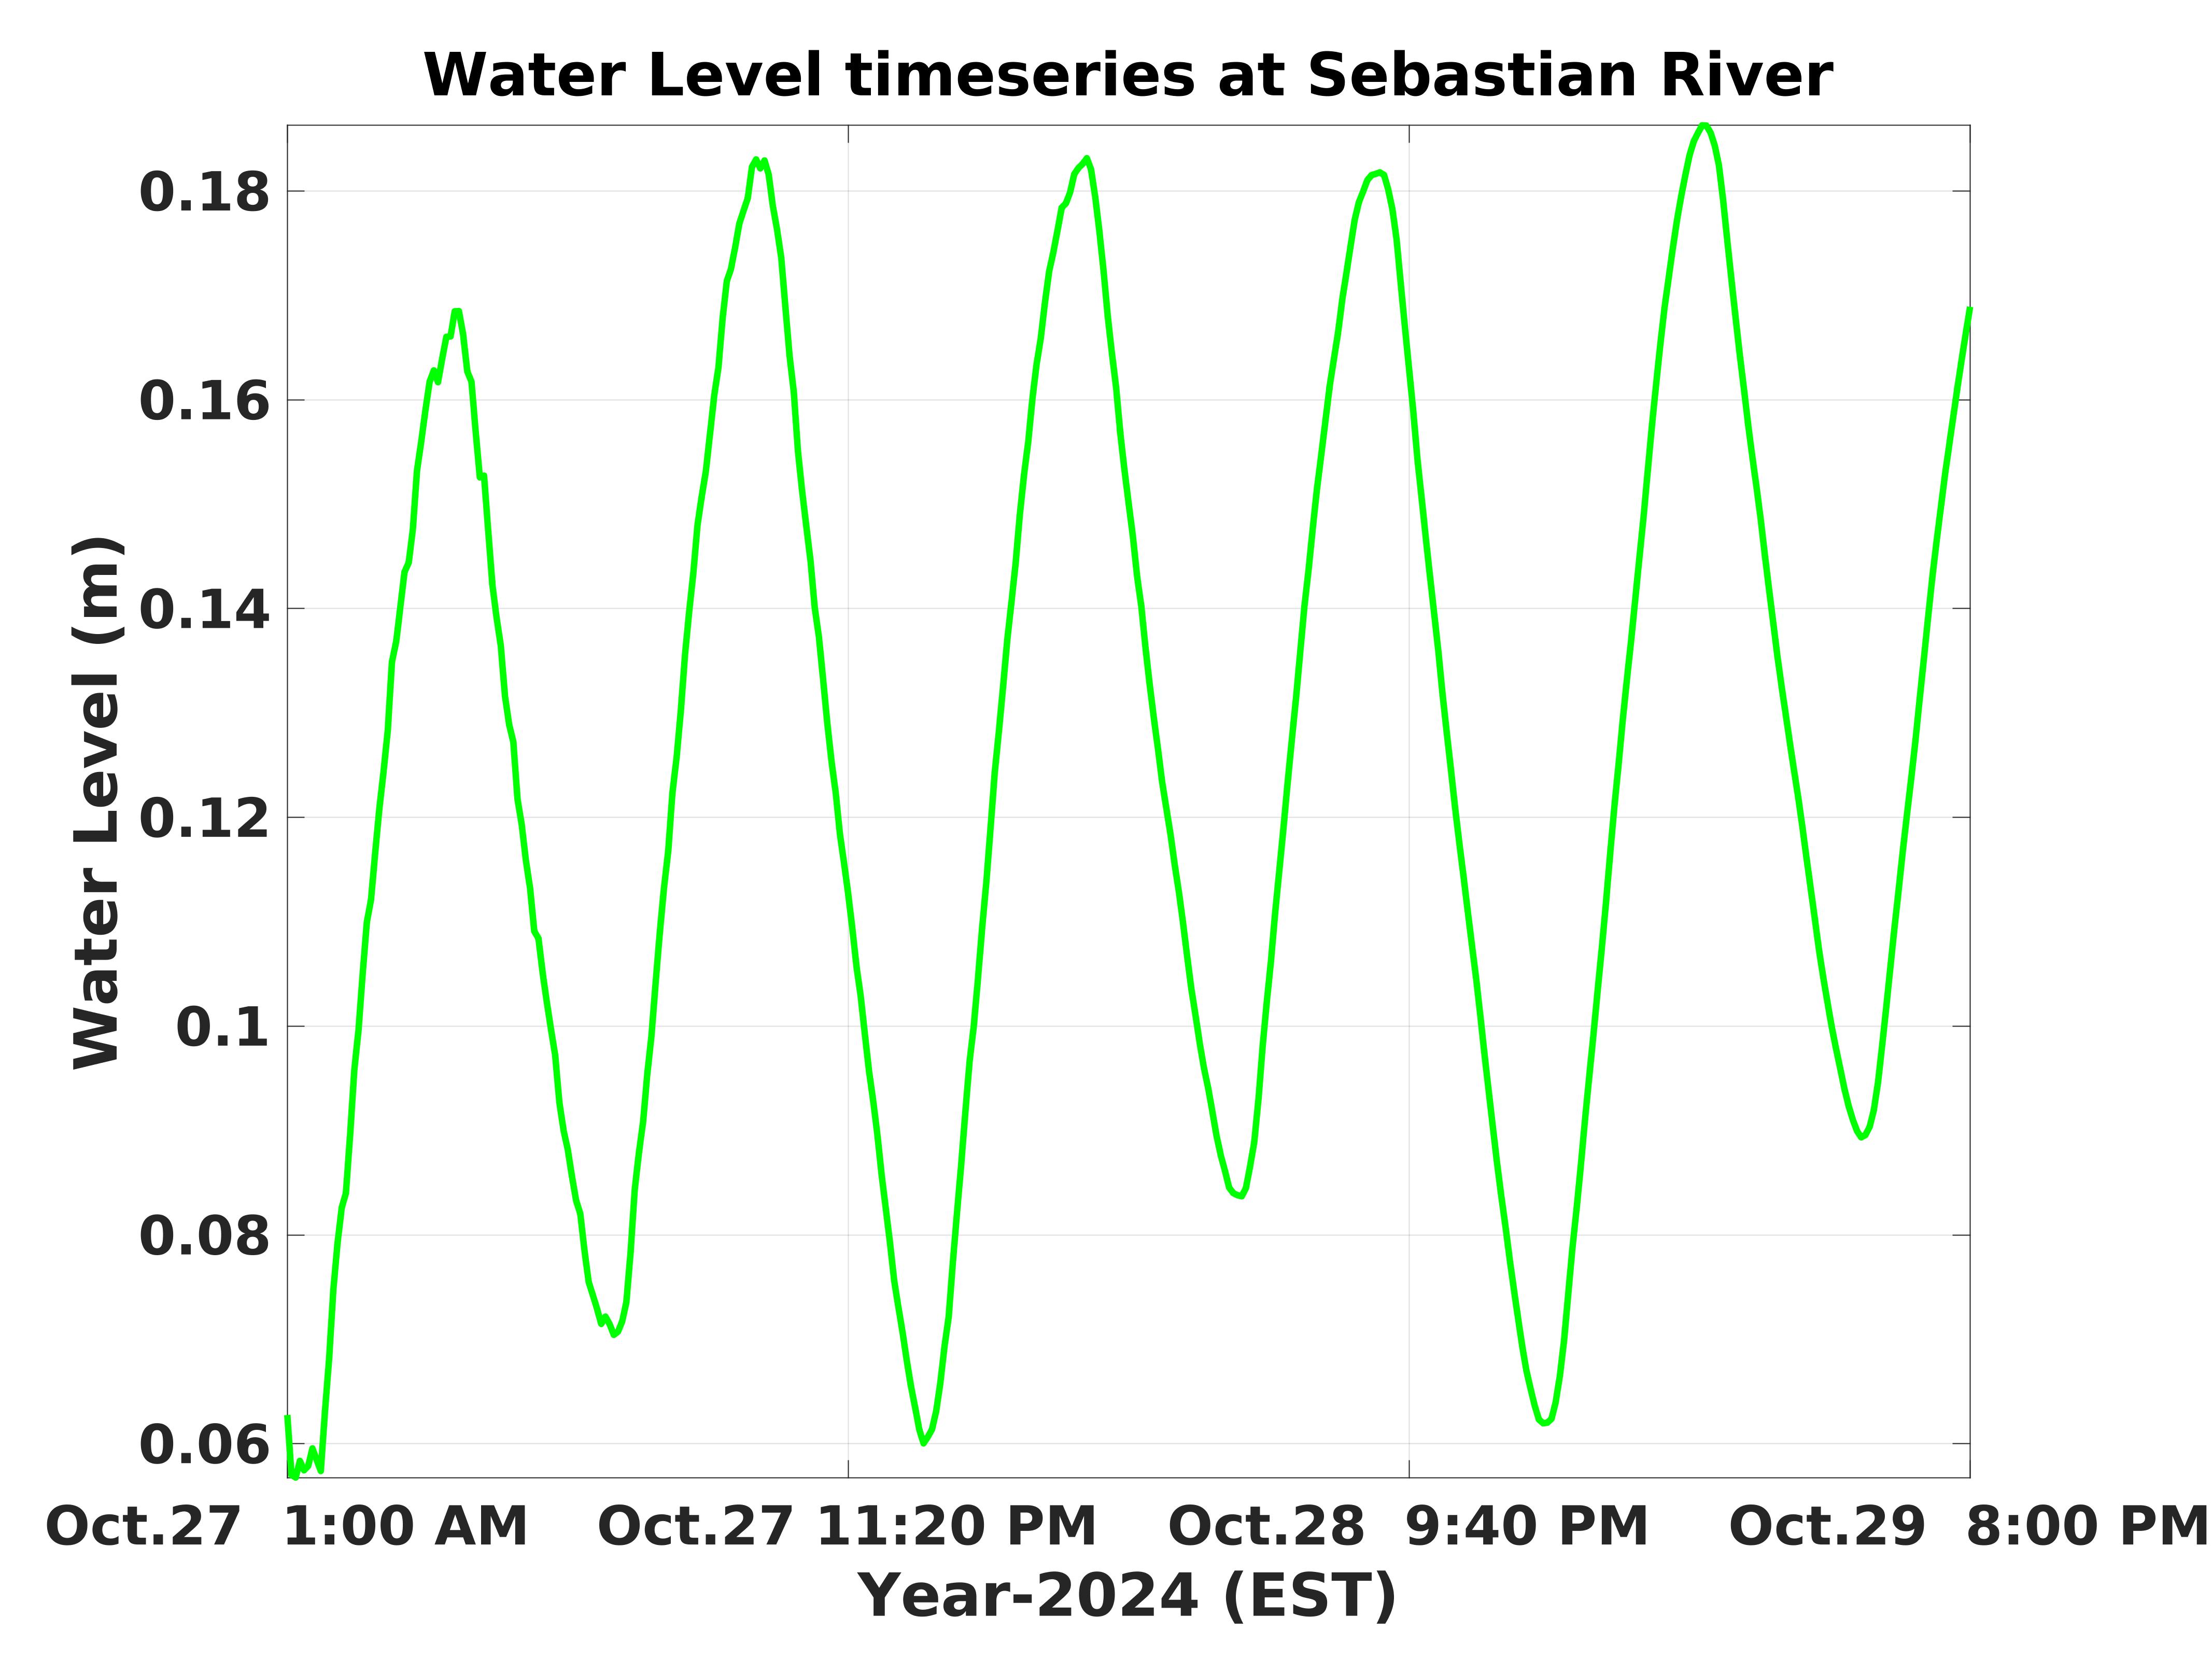 Water Level timeseries at Sebastian River
Water Level (m)
0.18
0.16
0.14
0.12
0.1
0.08
0.06
Oct.27 1:00 AM Oct.27 11:20 PM Oct.28 9:40 PM Oct.29 8:00 PM
Year-2024 (EST)